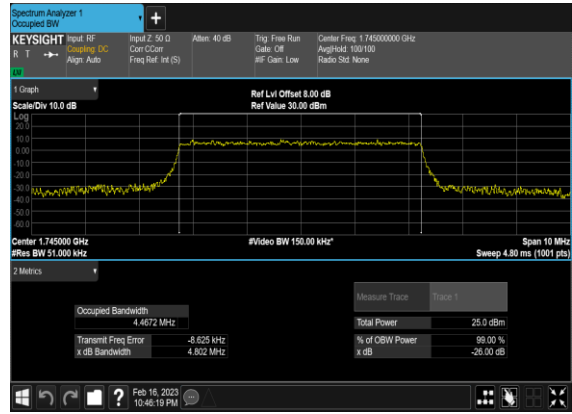 Spectrum Analyzer 1
Occupied BW
+
KEYSIGHT Input: RF Input Z: 50 Ω Atten: 40 dB Trig: Free Run Center Freq: 1.745000000 GHz
R T Coupling: DC Corr CCorr Gate: Off Avg|Hold: 100/100
Align: Auto Freq Ref: Int (S) #IF Gain: Low Radio Std: None
1 Graph
Ref Lvl Offset 8.00 dB
Scale/Div 10.0 dB Ref Value 30.00 dBm
Log
20.0
10.0
0.00
-10.0
-20.0
-30.0
-40.0
-50.0
-60.0
Center 1.745000 GHz #Video BW 150.00 kHz* Span 10 MHz
#Res BW 51.000 kHz Sweep 4.80 ms (1001 pts)
2 Metrics
Measure Trace Trace 1
Occupied Bandwidth
4.4672 MHz Total Power 25.0 dBm
Transmit Freq Error -8.625 kHz % of OBW Power 99.00 %
x dB Bandwidth 4.802 MHz x dB -26.00 dB
? Feb 16, 2023
10:46:19 PM